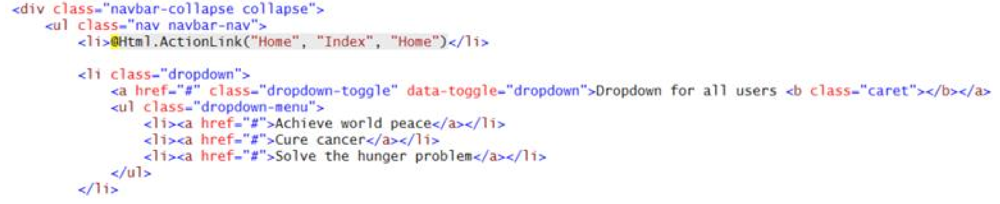 <div class="navbar-collapse collapse">
<ul class="nav navbar-nav">
<li>@Html.ActionLink("Home", "Index", "Home")</li>
<li class="dropdown">
<a href="#" class="dropdown-toggle" data-toggle="dropdown">Dropdown for all users <b class="caret"></b></a>
<ul class="dropdown-menu">
<li><a href="#">Achieve world peace</a></li>
<li><a href="#">Cure cancer</a></li>
<li><a href="#">Solve the hunger problem</a></li>
</ul>
</li>